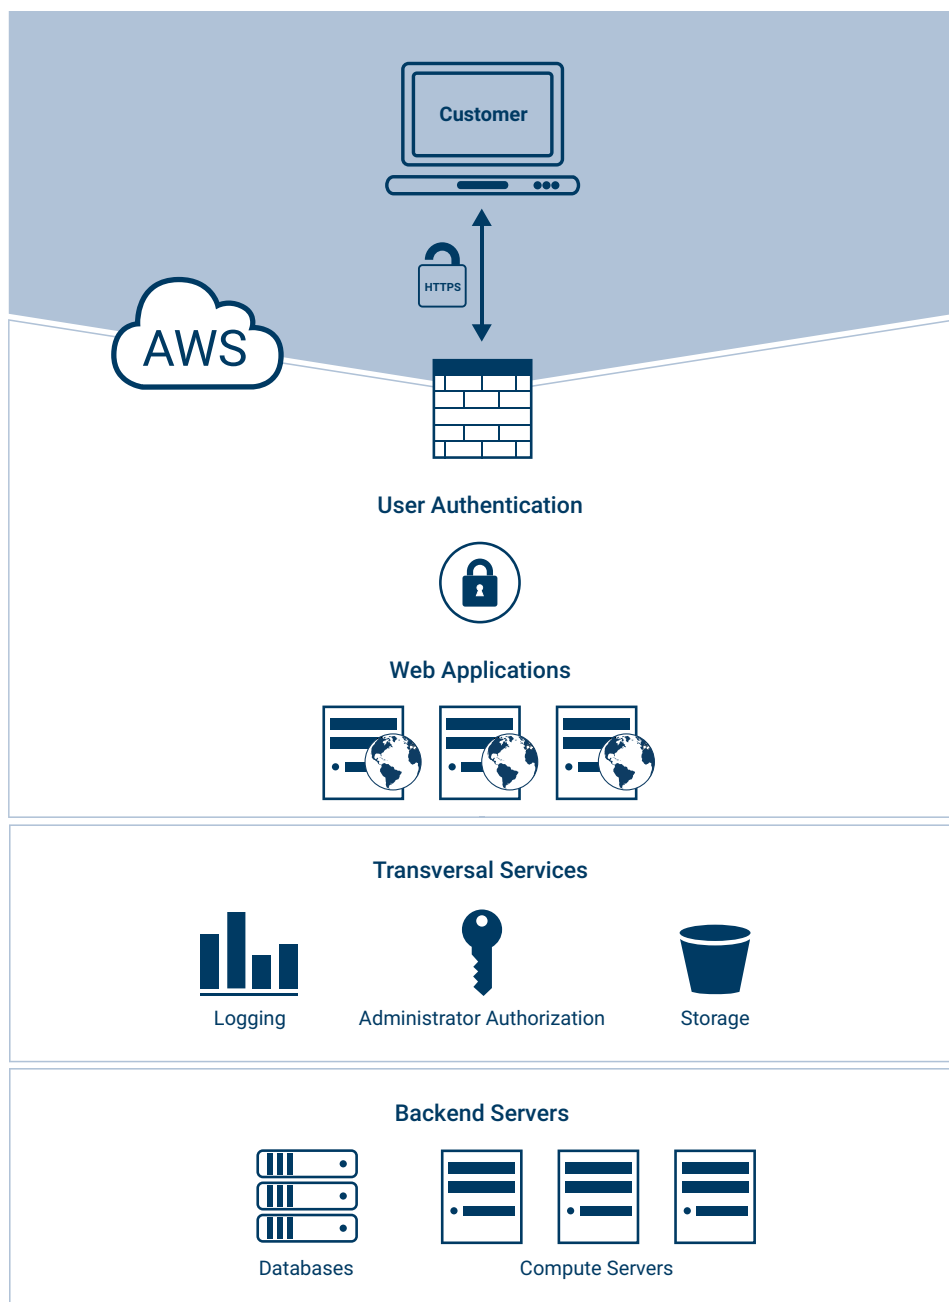 Customer
HTTPS
AWS
User Authentication
Web Applications
Transversal Services
Logging
Administrator Authorization
Storage
Backend Servers
Databases
Compute Servers